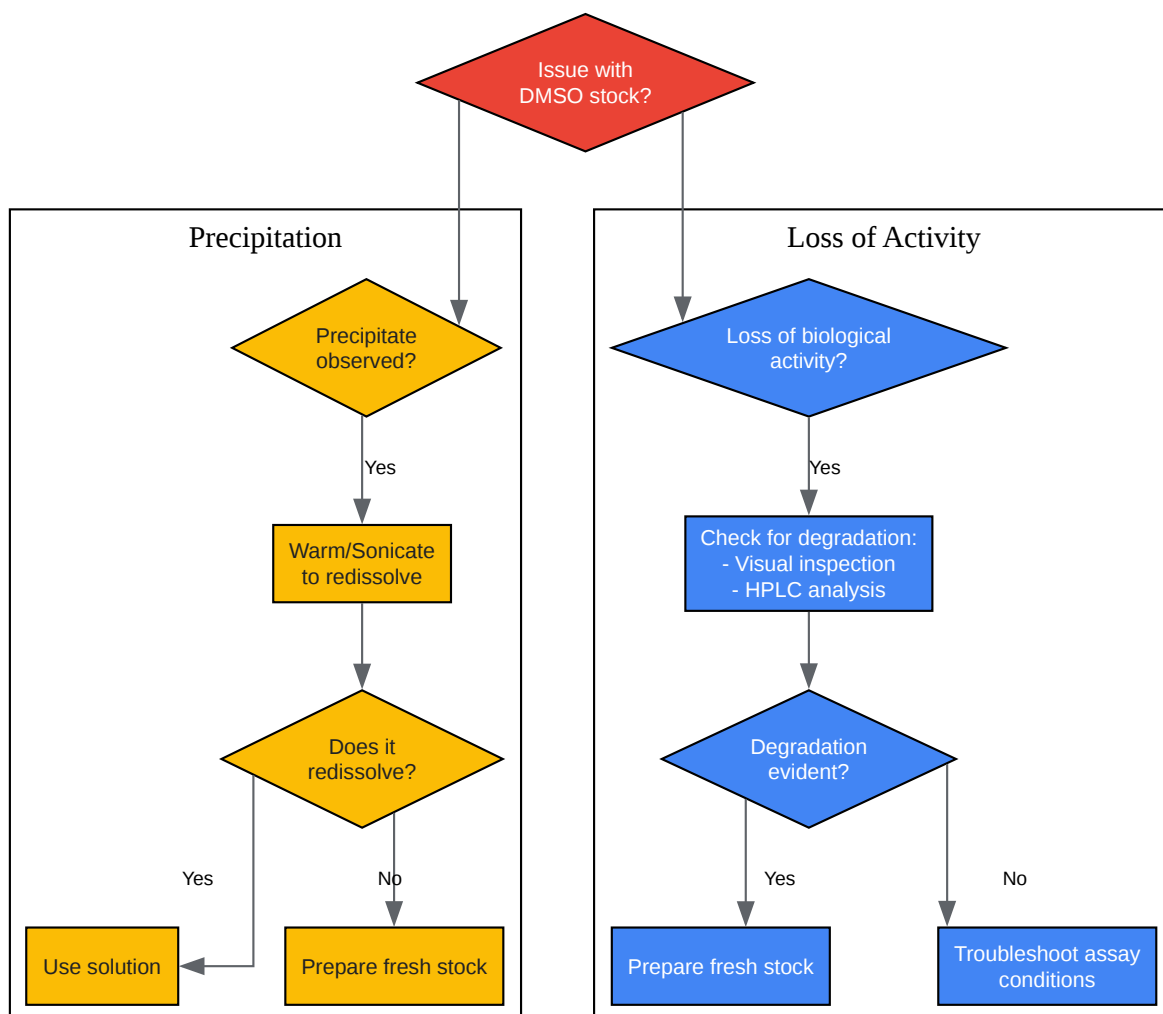 Issue with
DMSO stock?
Precipitation
Precipitate
observed?
Yes
Warm/Sonicate
to redissolve
Does it
redissolve?
Yes
No
Use solution
Prepare fresh stock
Loss of Activity
Loss of biological
activity?
Yes
Check for degradation:
- Visual inspection
- HPLC analysis
Degradation
evident?
Yes
No
Prepare fresh stock
Troubleshoot assay
conditions